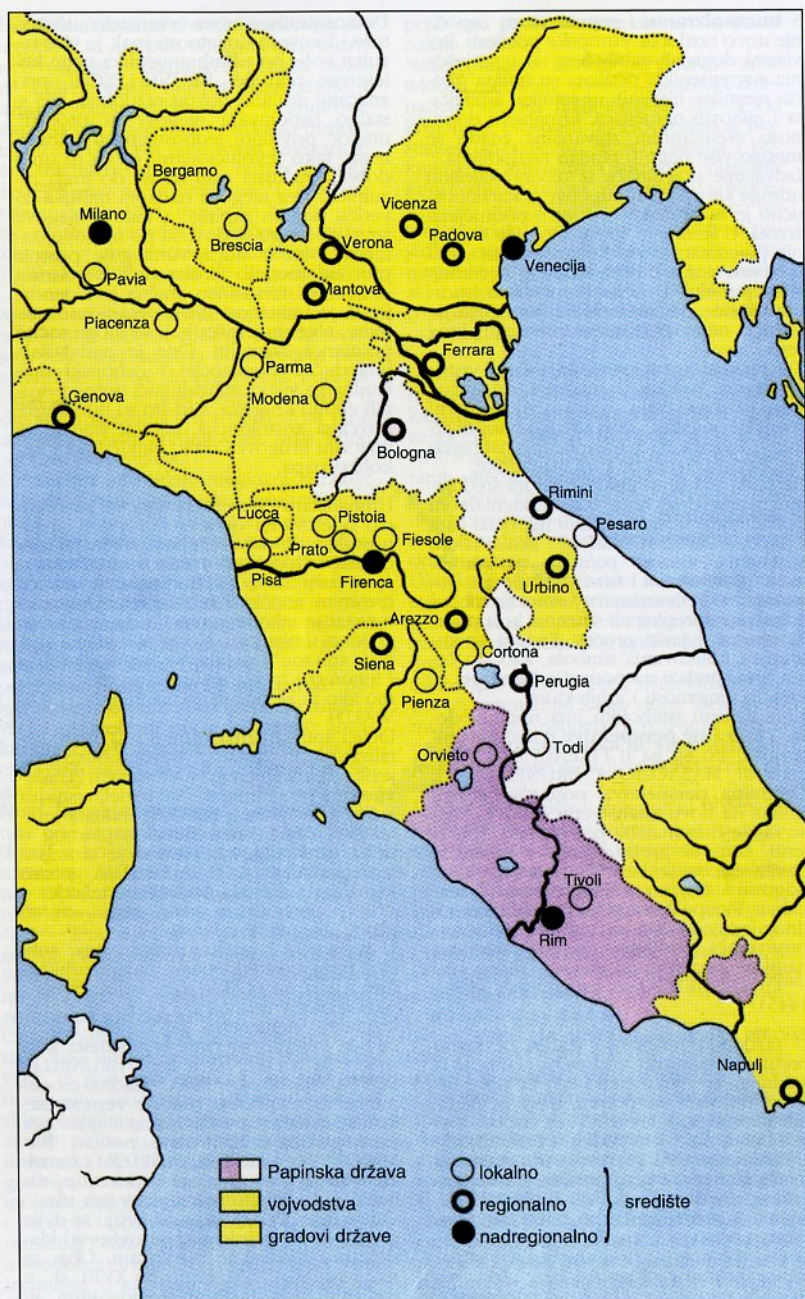 Bergamo
Milano
Brescia
Pavia
Vicenza
Padova
Verona
Venecija
Mantova
Piacenza
Parma
Ferrara
Modena
Genova
Bologna
Rimini
Pesaro
Lucca
Pistoia
Prato
Fiesole
Pisa
Firenca
Urbino
Arezzo
Siena
Cortona
Pienza
Perugia
Orvieto
Todi
Tivoli
Rim
Napulj
Papinska država
vojvodstva
gradovi države
lokalno
regionalno
nadregionalno
središte